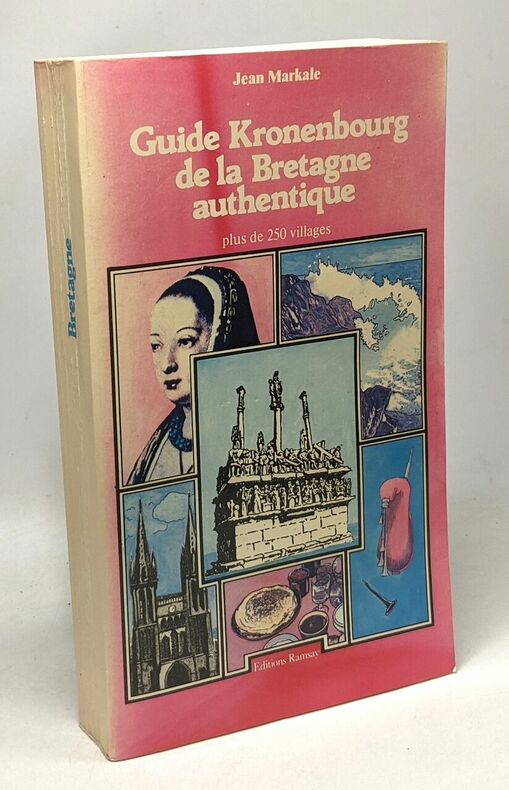 Jean Markale
Guide Kronenbourg
de la Bretagne
authentique
plus de 250 villages
Bretagne
Editions Ramsay